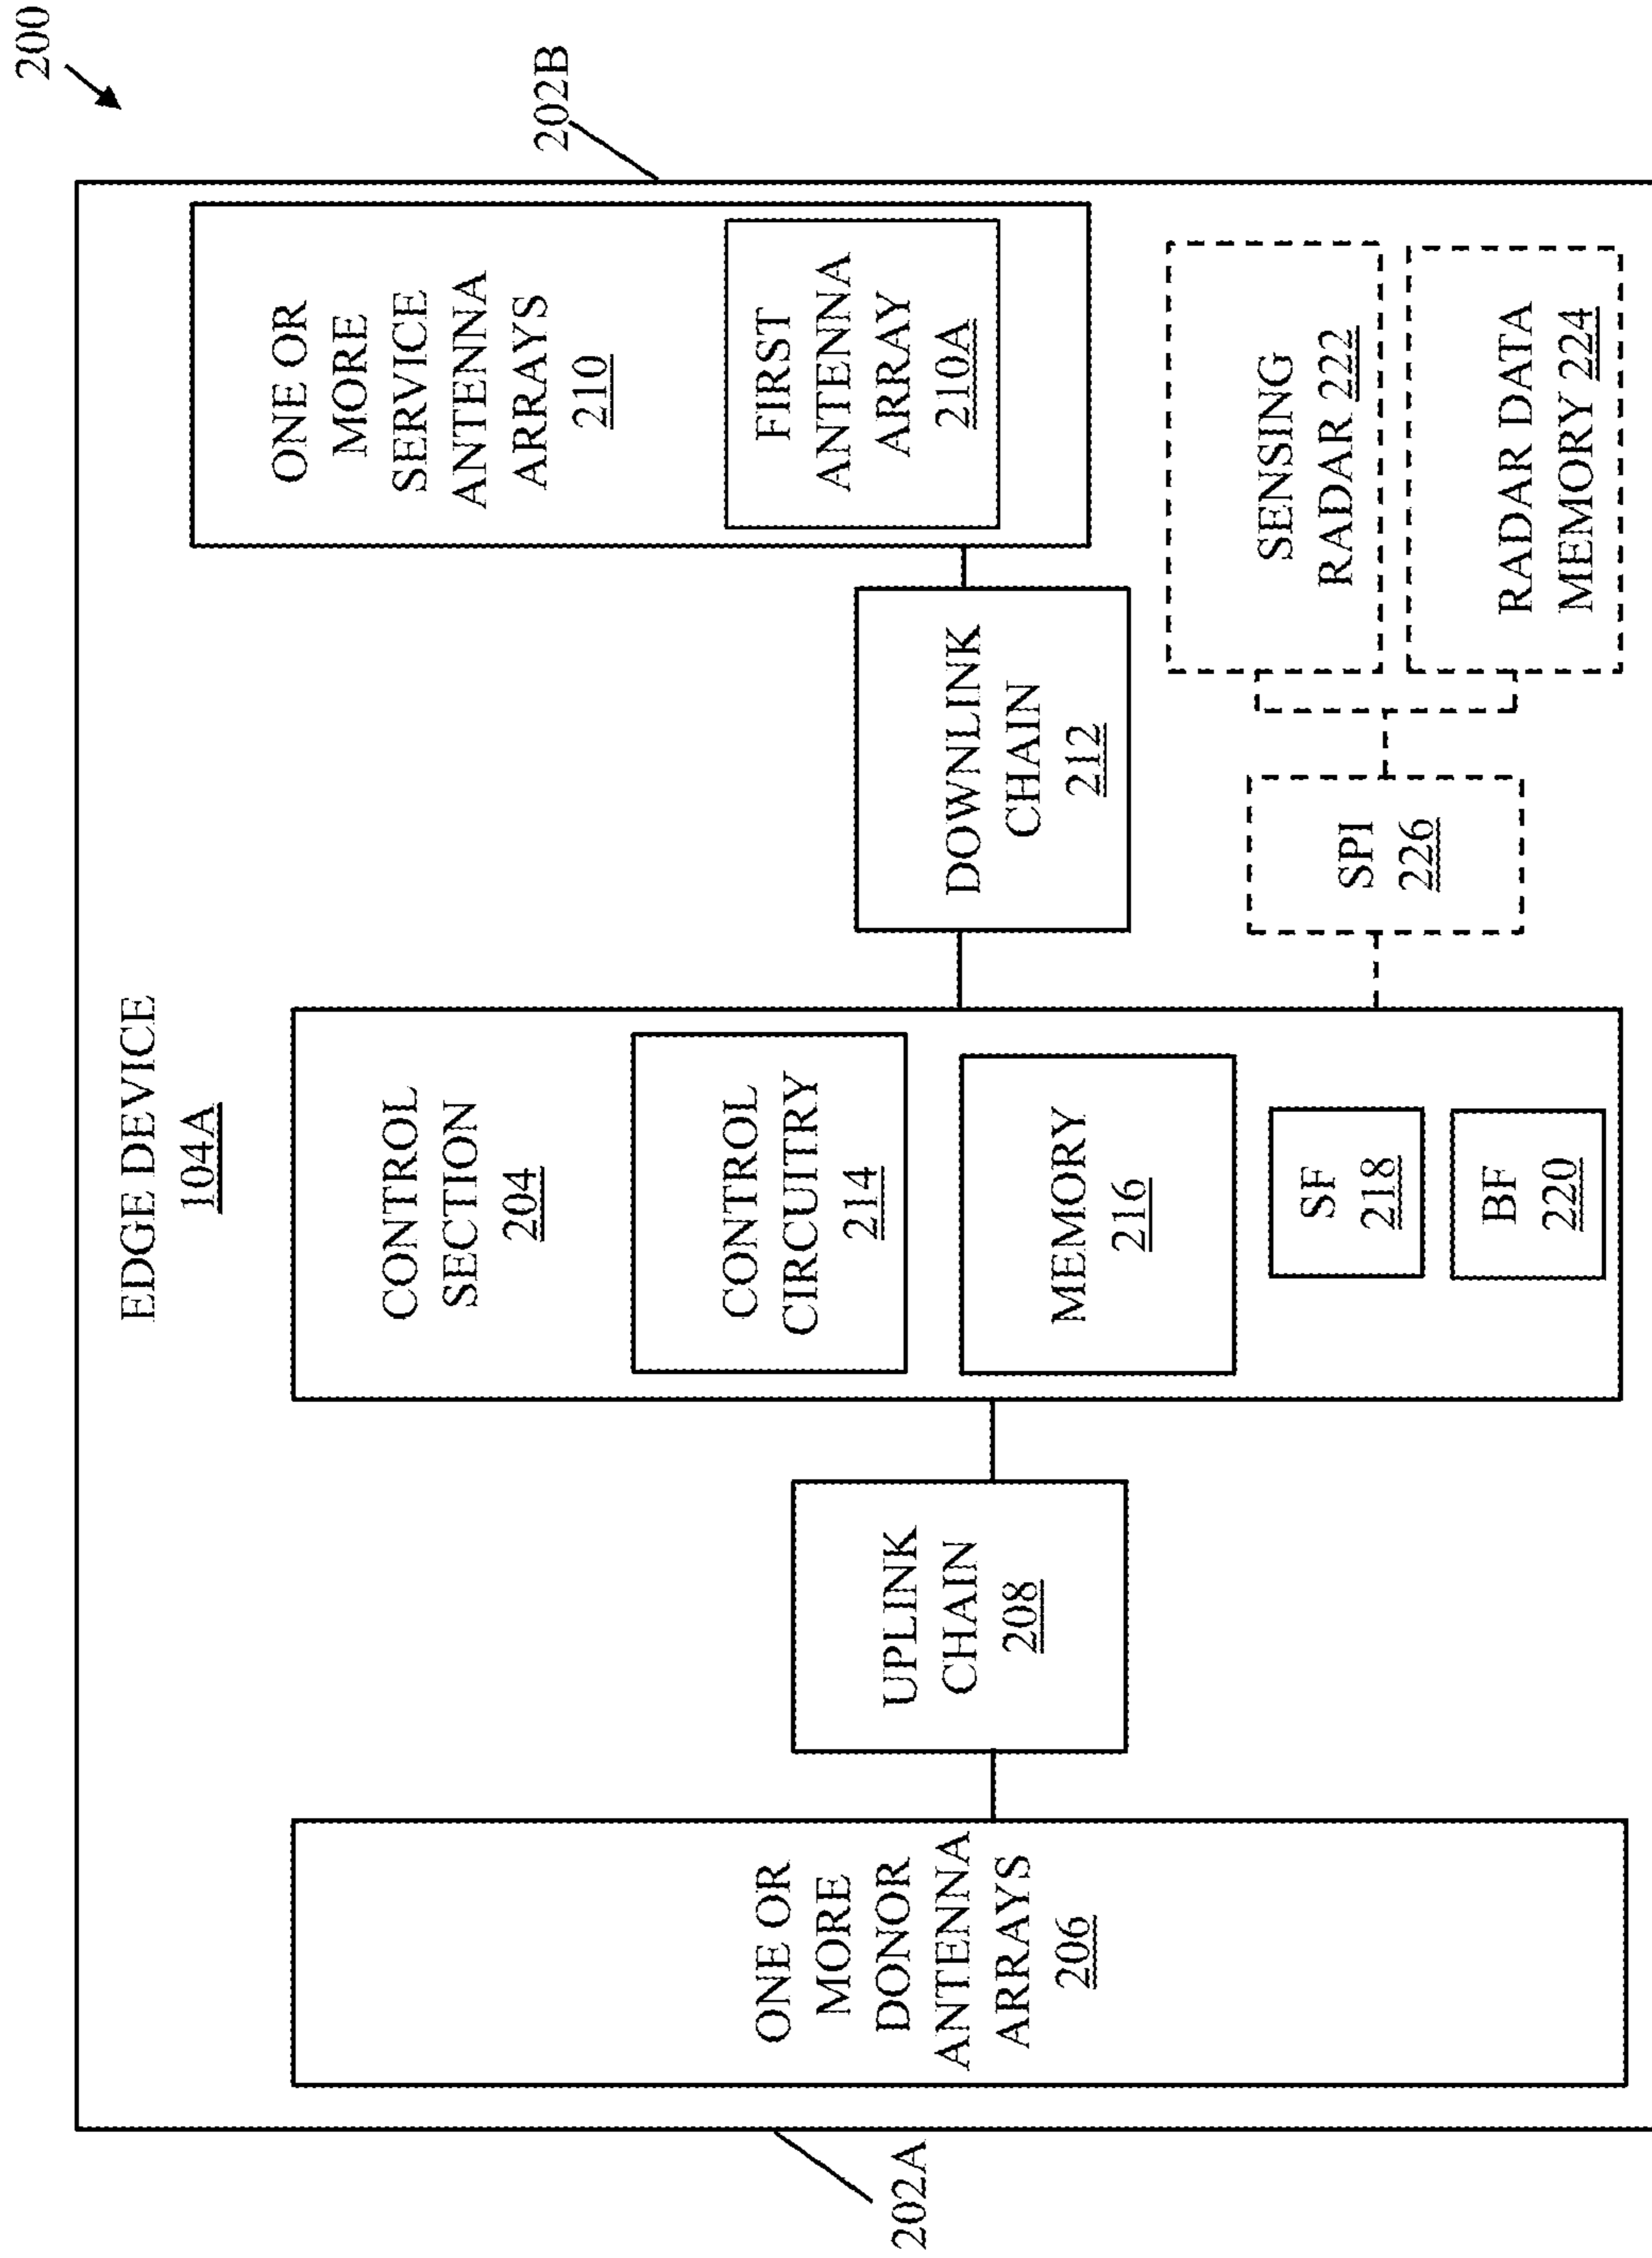 200
EDGE DEVICE
104A
202A
202B
ONE OR
MORE
DONOR
ANTENNA
ARRAYS
206
UPLINK
CHAIN
208
CONTROL
SECTION
204
CONTROL
CIRCUITRY
214
MEMORY
216
SF
218
BF
220
DOWNLINK
CHAIN
212
ONE OR
MORE
SERVICE
ANTENNA
ARRAYS
210
FIRST
ANTENNA
ARRAY
210A
SPI
226
SENSING
RADAR 222
RADAR DATA
MEMORY 224